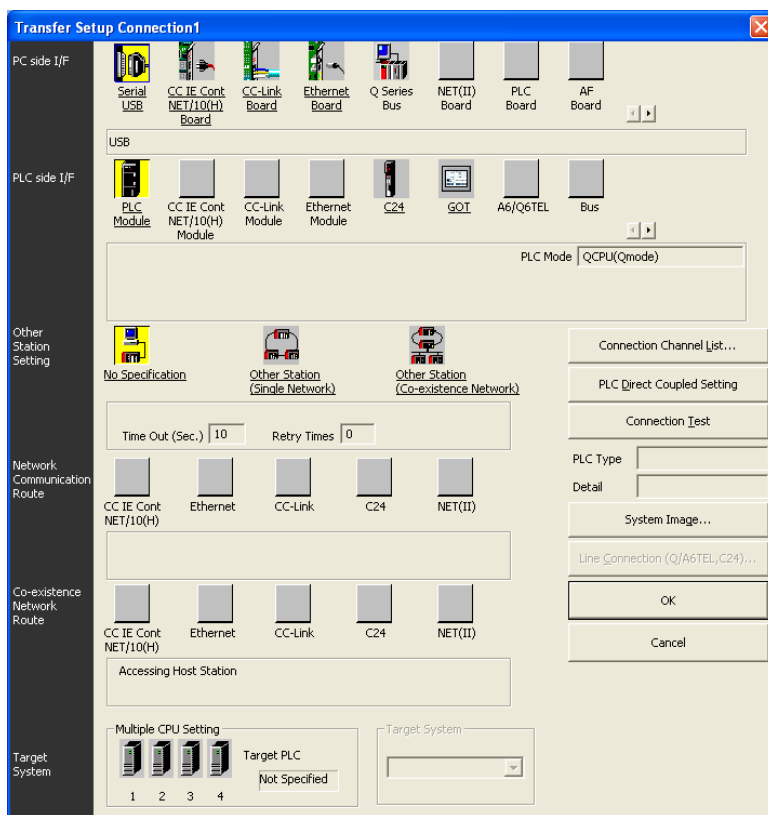 Transfer Setup Connection1
PC side I/F
Serial
USB
CC IE Cont
NET/10(H)
Board
CC-Link
Board
Ethernet
Board
Q Series
Bus
NET(II)
Board
PLC
Board
AF
Board
USB
PLC side I/F
PLC
Module
CC IE Cont
NET/10(H)
Module
CC-Link
Module
Ethernet
Module
C24
GOT
A6/Q6TEL
Bus
PLC Mode QCPU(Qmode)
Other
Station
Setting
No Specification
Other Station
(Single Network)
Other Station
(Co-existence Network)
Time Out (Sec.) 10 Retry Times 0
Connection Channel List...
PLC Direct Coupled Setting
Connection Test
PLC Type
Detail
System Image...
Line Connection (Q/A6TEL,C24)...
OK
Cancel
Network
Communication
Route
CC IE Cont
NET/10(H)
Ethernet
CC-Link
C24
NET(II)
Co-existence
Network
Route
CC IE Cont
NET/10(H)
Ethernet
CC-Link
C24
NET(II)
Accessing Host Station
Target
System
Multiple CPU Setting
1 2 3 4
Target PLC
Not Specified
Target System